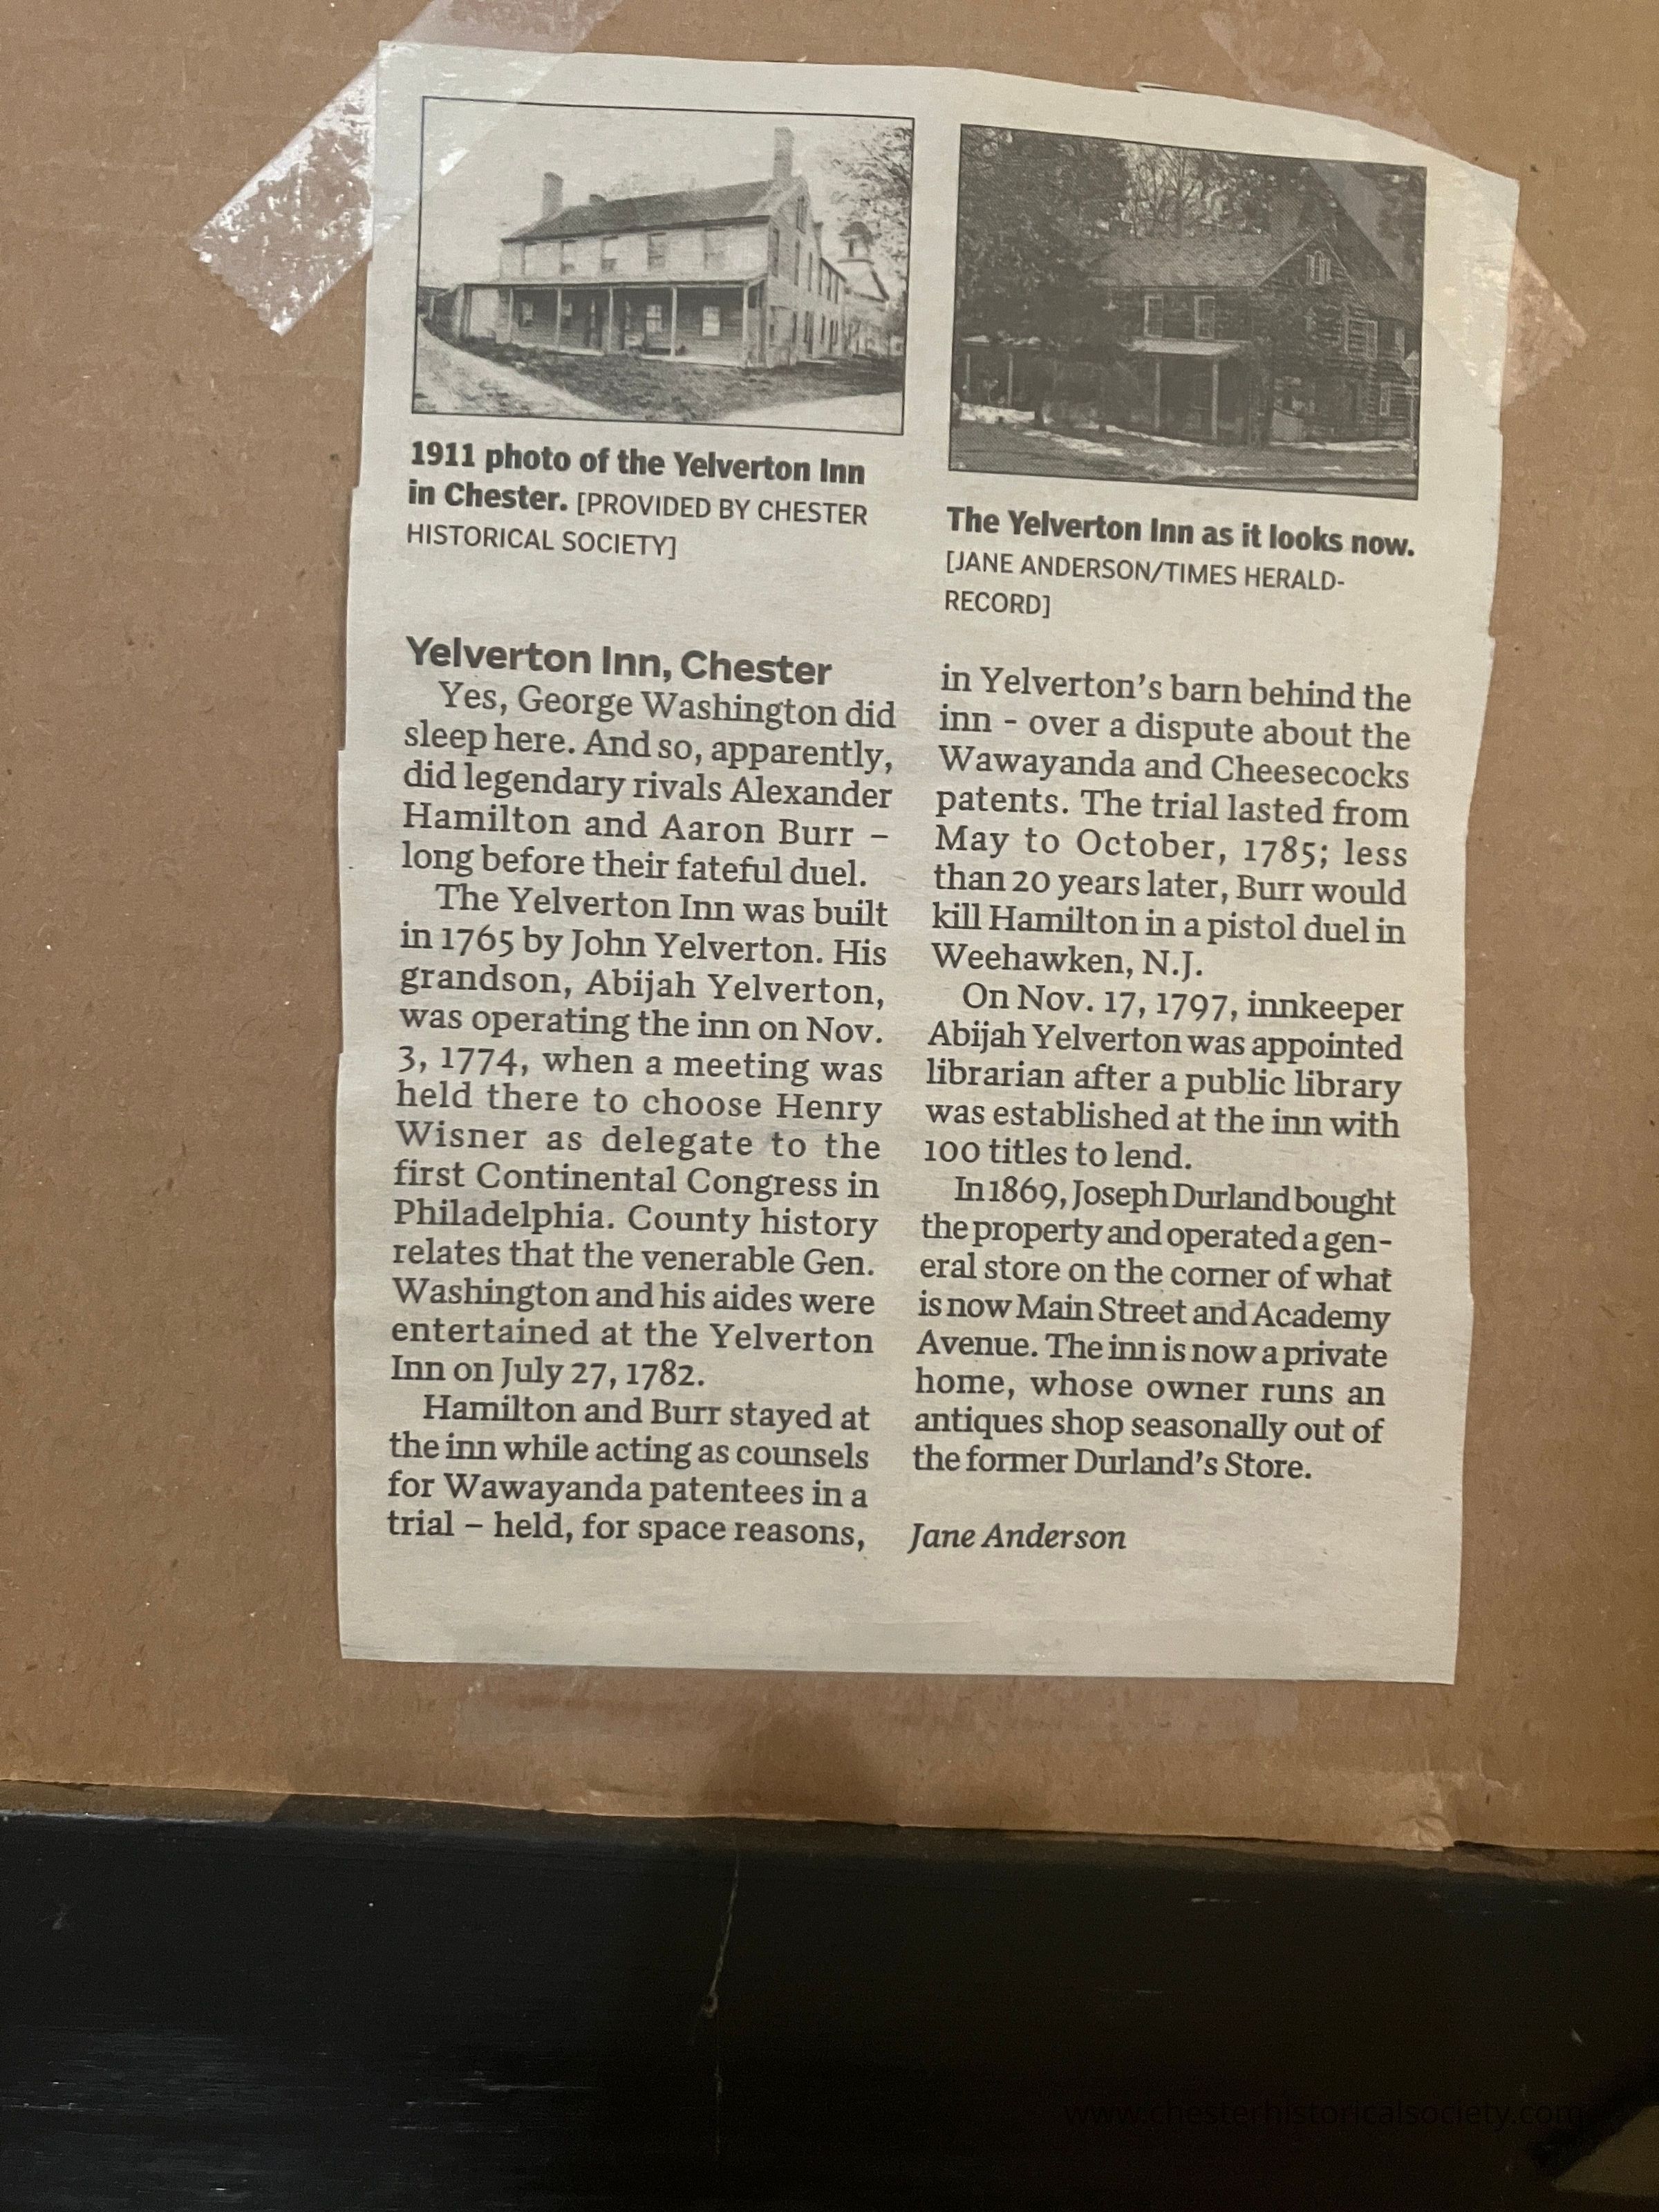 1911 photo of the Yelverton Inn
in Chester. [PROVIDED BY CHESTER
HISTORICAL SOCIETY]
The Yelverton Inn as it looks now.
[JANE ANDERSON/TIMES HERALD-
RECORD]
Yelverton Inn, Chester
Yes, George Washington did
sleep here. And so, apparently,
did legendary rivals Alexander
Hamilton and Aaron Burr –
long before their fateful duel.
The Yelverton Inn was built
in 1765 by John Yelverton. His
grandson, Abijah Yelverton,
was operating the inn on Nov.
3, 1774, when a meeting was
held there to choose Henry
Wisner as delegate to the
first Continental Congress in
Philadelphia. County history
relates that the venerable Gen.
Washington and his aides were
entertained at the Yelverton
Inn on July 27, 1782.
Hamilton and Burr stayed at
the inn while acting as counsels
for Wawayanda patentees in a
trial – held, for space reasons,
in Yelverton's barn behind the
inn - over a dispute about the
Wawayanda and Cheesecocks
patents. The trial lasted from
May to October, 1785; less
than 20 years later, Burr would
kill Hamilton in a pistol duel in
Weehawken, N.J.
On Nov. 17, 1797, innkeeper
Abijah Yelverton was appointed
librarian after a public library
was established at the inn with
100 titles to lend.
In 1869, Joseph Durland bought
the property and operated a gen-
eral store on the corner of what
is now Main Street and Academy
Avenue. The inn is now a private
home, whose owner runs an
antiques shop seasonally out of
the former Durland's Store.
Jane Anderson
www.chesterhistoricalsociety.com